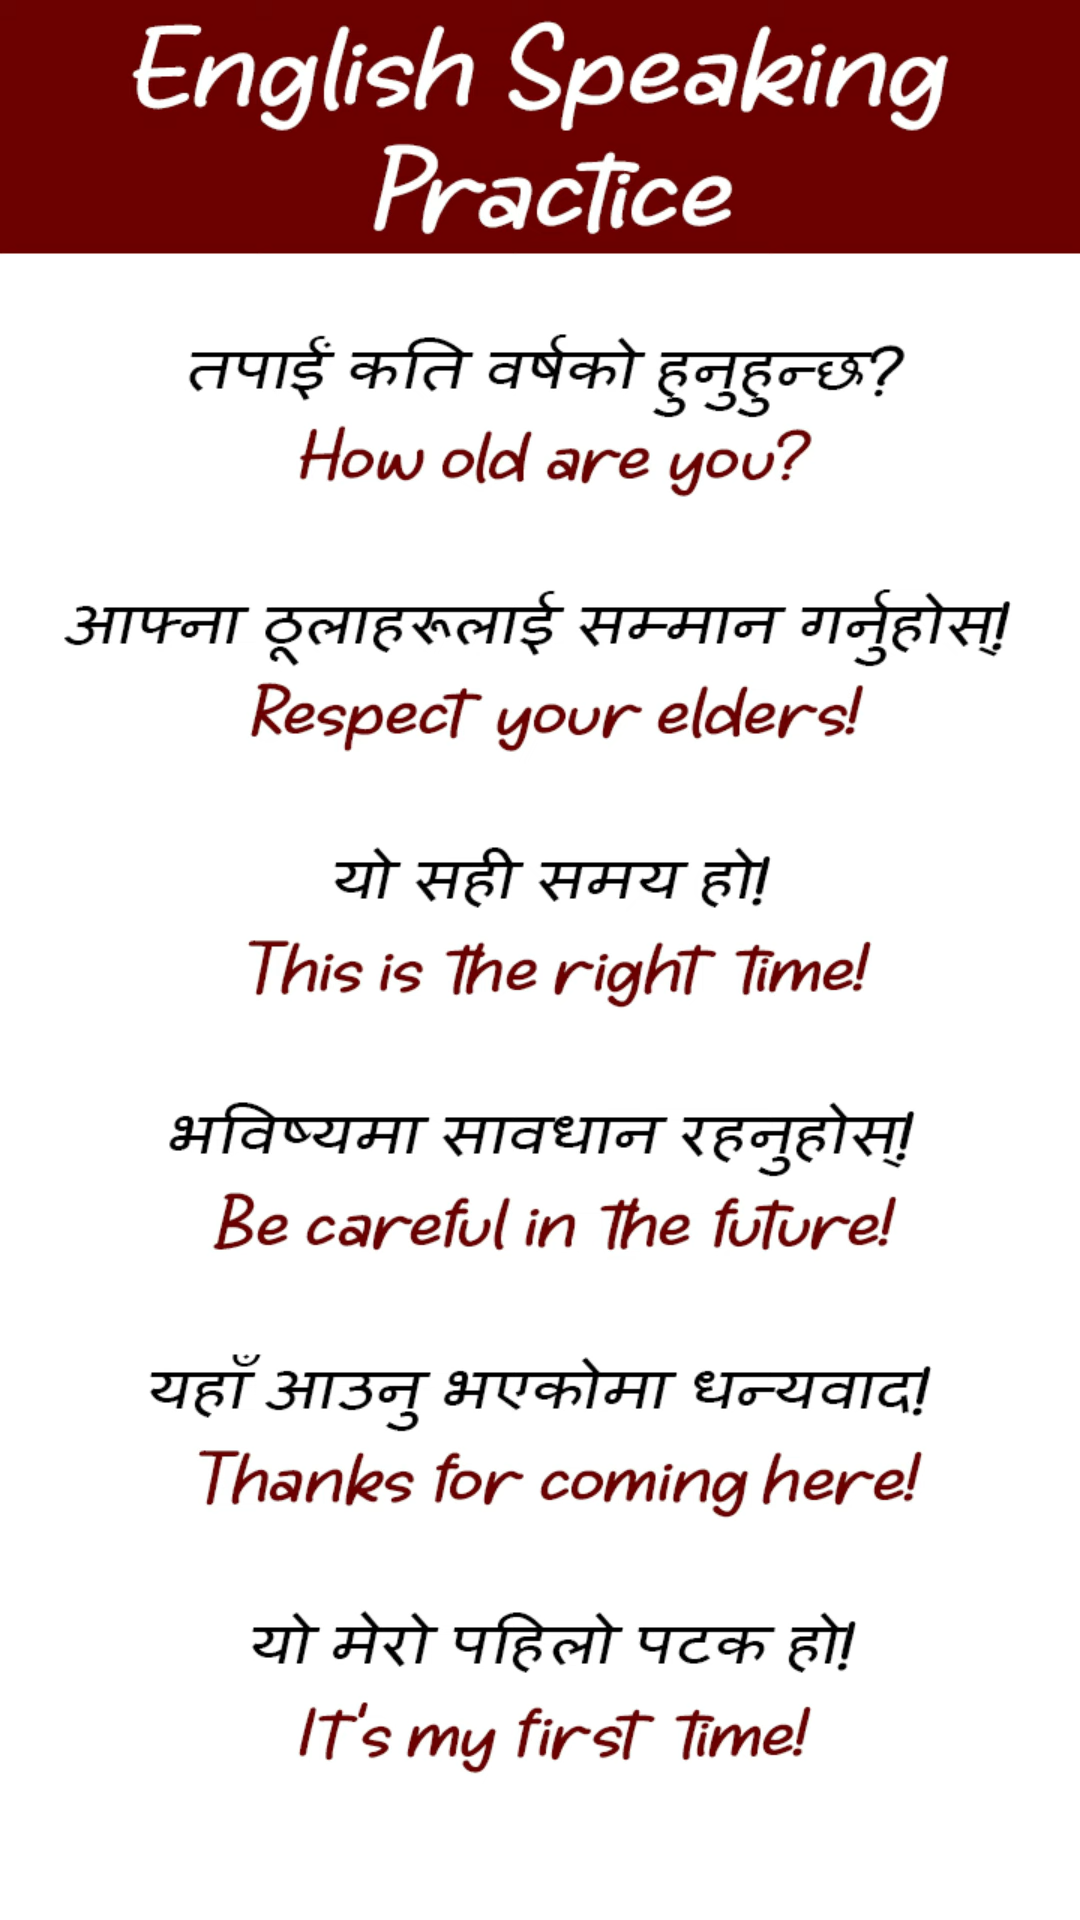 English Speaking
Practice
तपाईं कति वर्षको हुनुहुन्छ?
How old are you?
आफ्ना ठूलाहरूलाई सम्मान गर्नुहोस्!
Respect your elders!
यो सही समय हो!
This is the right time!
भविष्यमा सावधान रहनुहोस्!
Be careful in the future!
यहाँ आउनु भएकोमा धन्यवाद!
Thanks for coming here!
यो मेरो पहिलो पटक हो!
It's my first time!